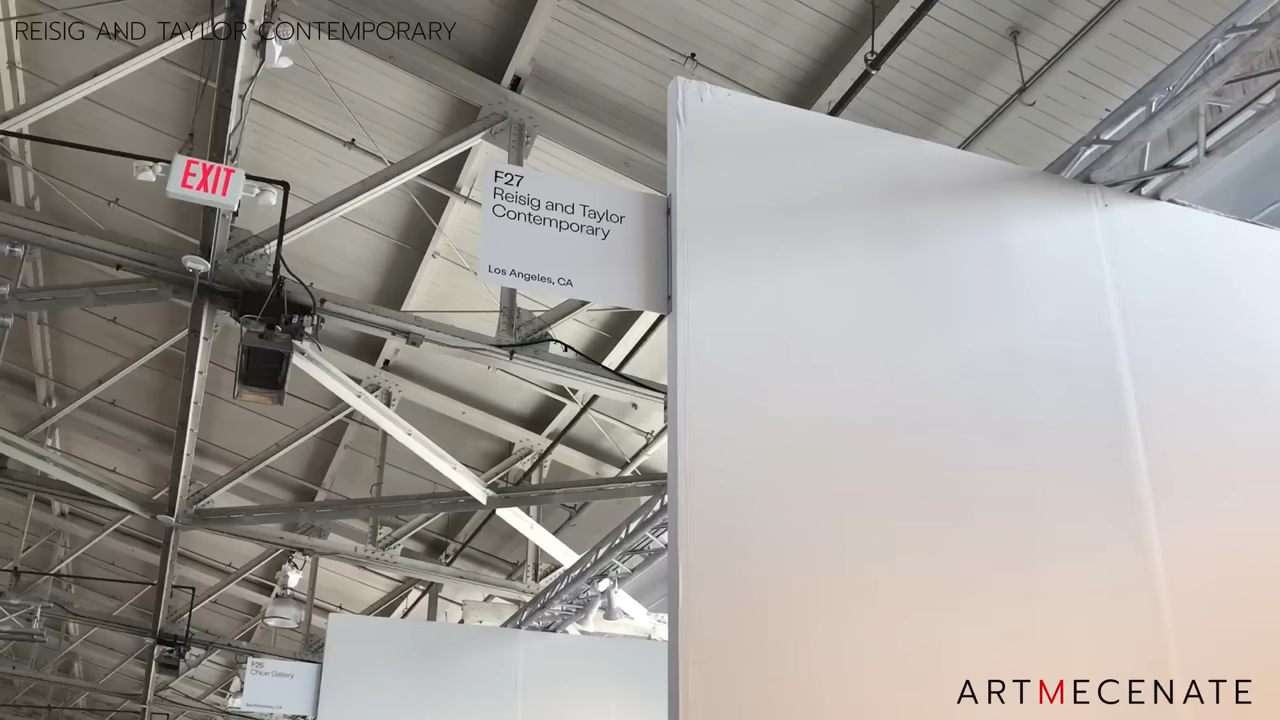 REISIG AND TAYLOR CONTEMPORARY
EXIT
F27
Reisig and Taylor
Contemporary
Los Angeles, CA
F25
Chloe Gallery
ARTMECENATE